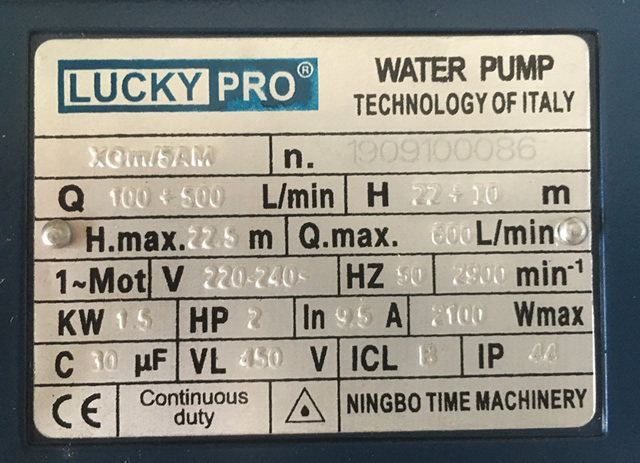 LUCKY PRO®
WATER PUMP
TECHNOLOGY OF ITALY
XGm/5AM n. 1909100086
Q 100÷500 L/min H 22÷10 m
H.max. 22.5 m Q.max. 600 L/min
1~Mot V 220-240~ HZ 50 2900 min-1
KW 1.5 HP 2 In 9.5 A 2100 Wmax
C 30 µF VL 450 V ICL B IP 44
CE Continuous duty NINGBO TIME MACHINERY